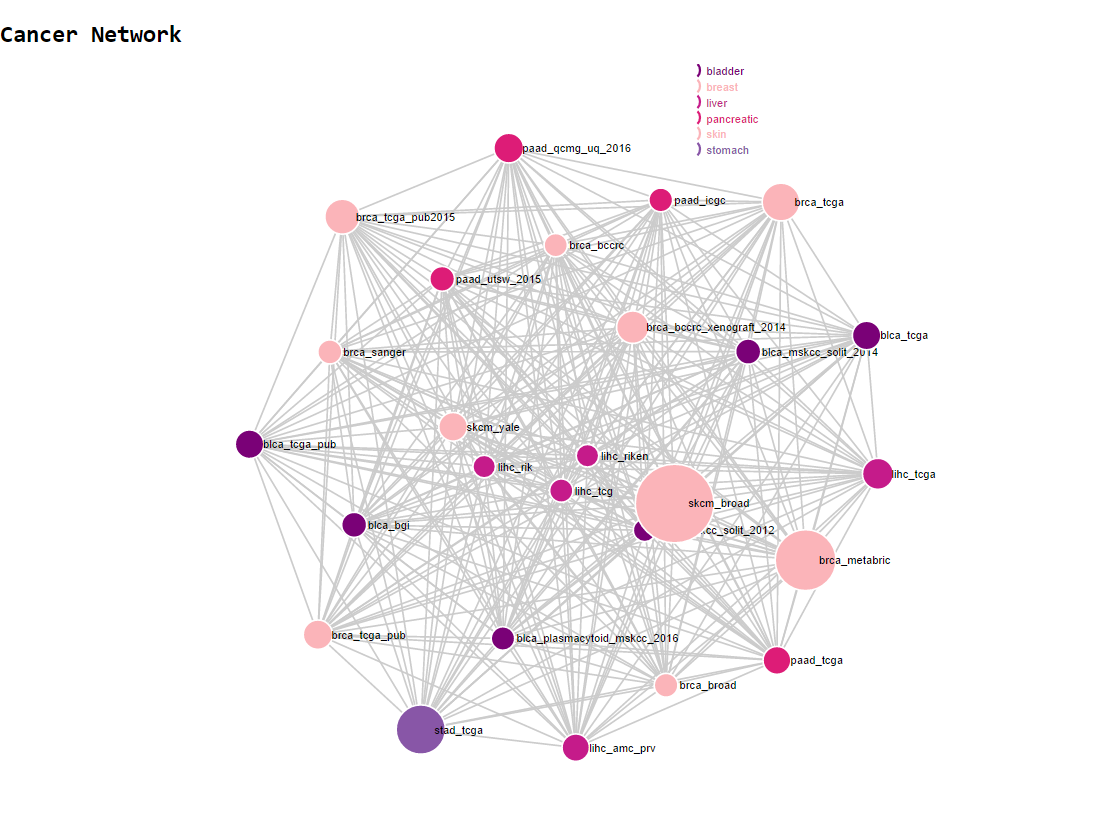 Cancer Network
bladder
breast
liver
pancreatic
skin
stomach
paad_qcmg_uq_2016
paad_icgc
brca_tcga
brca_tcga_pub2015
brca_bccrc
paad_utsw_2015
brca_bccrc_xenograft_2014
blca_tcga
brca_sanger
blca_mskcc_solit_2014
skcm_yale
blca_tcga_pub
lihc_riken
lihc_rik
lihc_tcga
lihc_tcg
skcm_broad
blca_bgi
cc_solit_2012
brca_metabric
brca_tcga_pub
blca_plasmacytoid_mskcc_2016
paad_tcga
brca_broad
stad_tcga
lihc_amc_prv